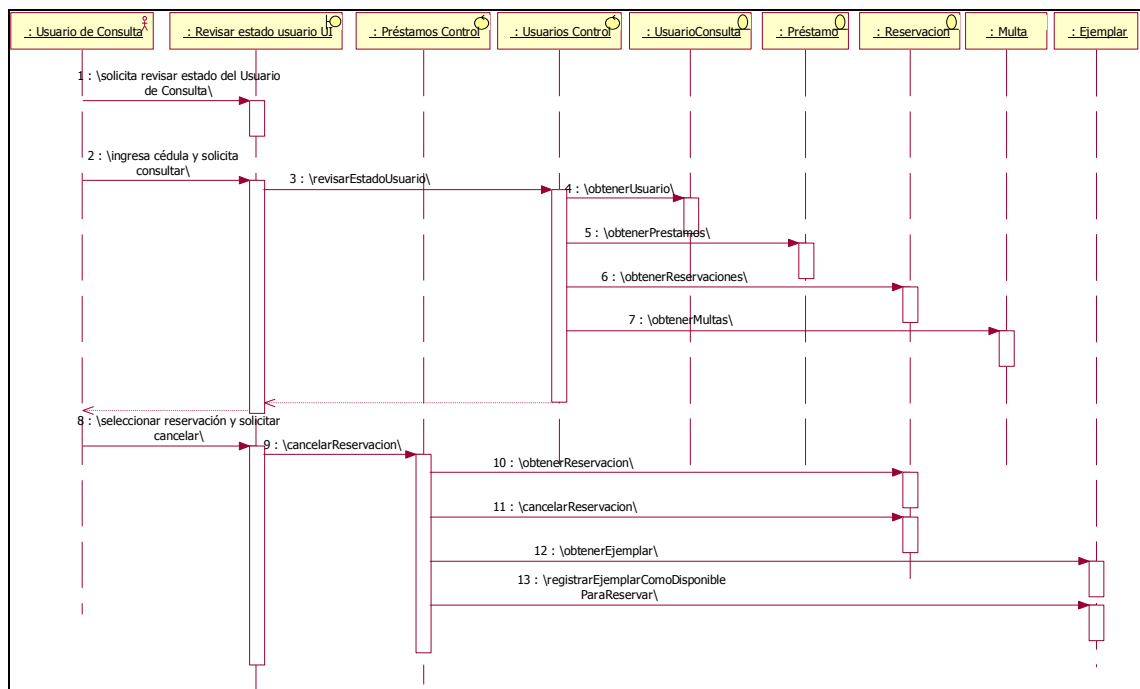 : Usuario de Consulta
: Revisar estado usuario UI
: Préstamos Control
: Usuarios Control
: UsuarioConsulta
: Préstamo
: Reservacion
: Multa
: Ejemplar
1 : \solicita revisar estado del Usuario
de Consulta\
2 : \ingresa cédula y solicita
consultar\
3 : \revisarEstadoUsuario\
4 : \obtenerUsuario\
5 : \obtenerPrestamos\
6 : \obtenerReservaciones\
7 : \obtenerMultas\
8 : \seleccionar reservación y solicitar
cancelar\
9 : \cancelarReservacion\
10 : \obtenerReservacion\
11 : \cancelarReservacion\
12 : \obtenerEjemplar\
13 : \registrarEjemplarComoDisponible
ParaReservar\